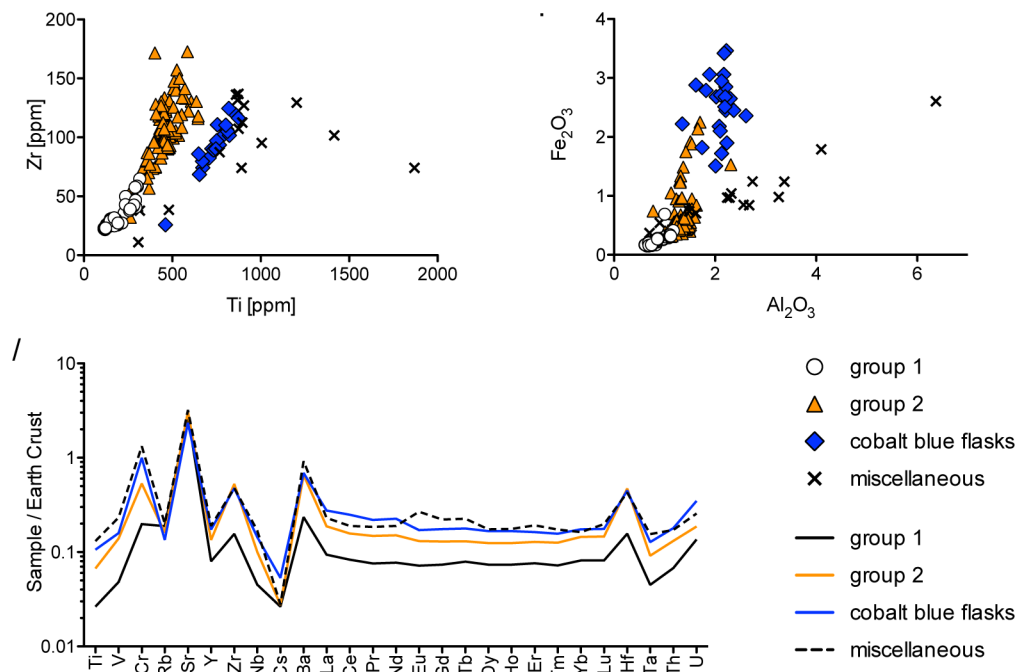 200
150
100
50
0
Zr [ppm]
0 500 1000 1500 2000
Ti [ppm]
4
3
2
1
0
Fe₂O₃
0 2 4 6
Al₂O₃
10
1
0.1
0.01
Sample / Earth Crust
Ti V Cr Rb Sr Y Zr Nb Cs Ba La Ce Pr Nd Eu Gd Tb Dy Ho Er Tm Yb Lu Hf Ta Th U
group 1
group 2
cobalt blue flasks
miscellaneous
group 1
group 2
cobalt blue flasks
miscellaneous